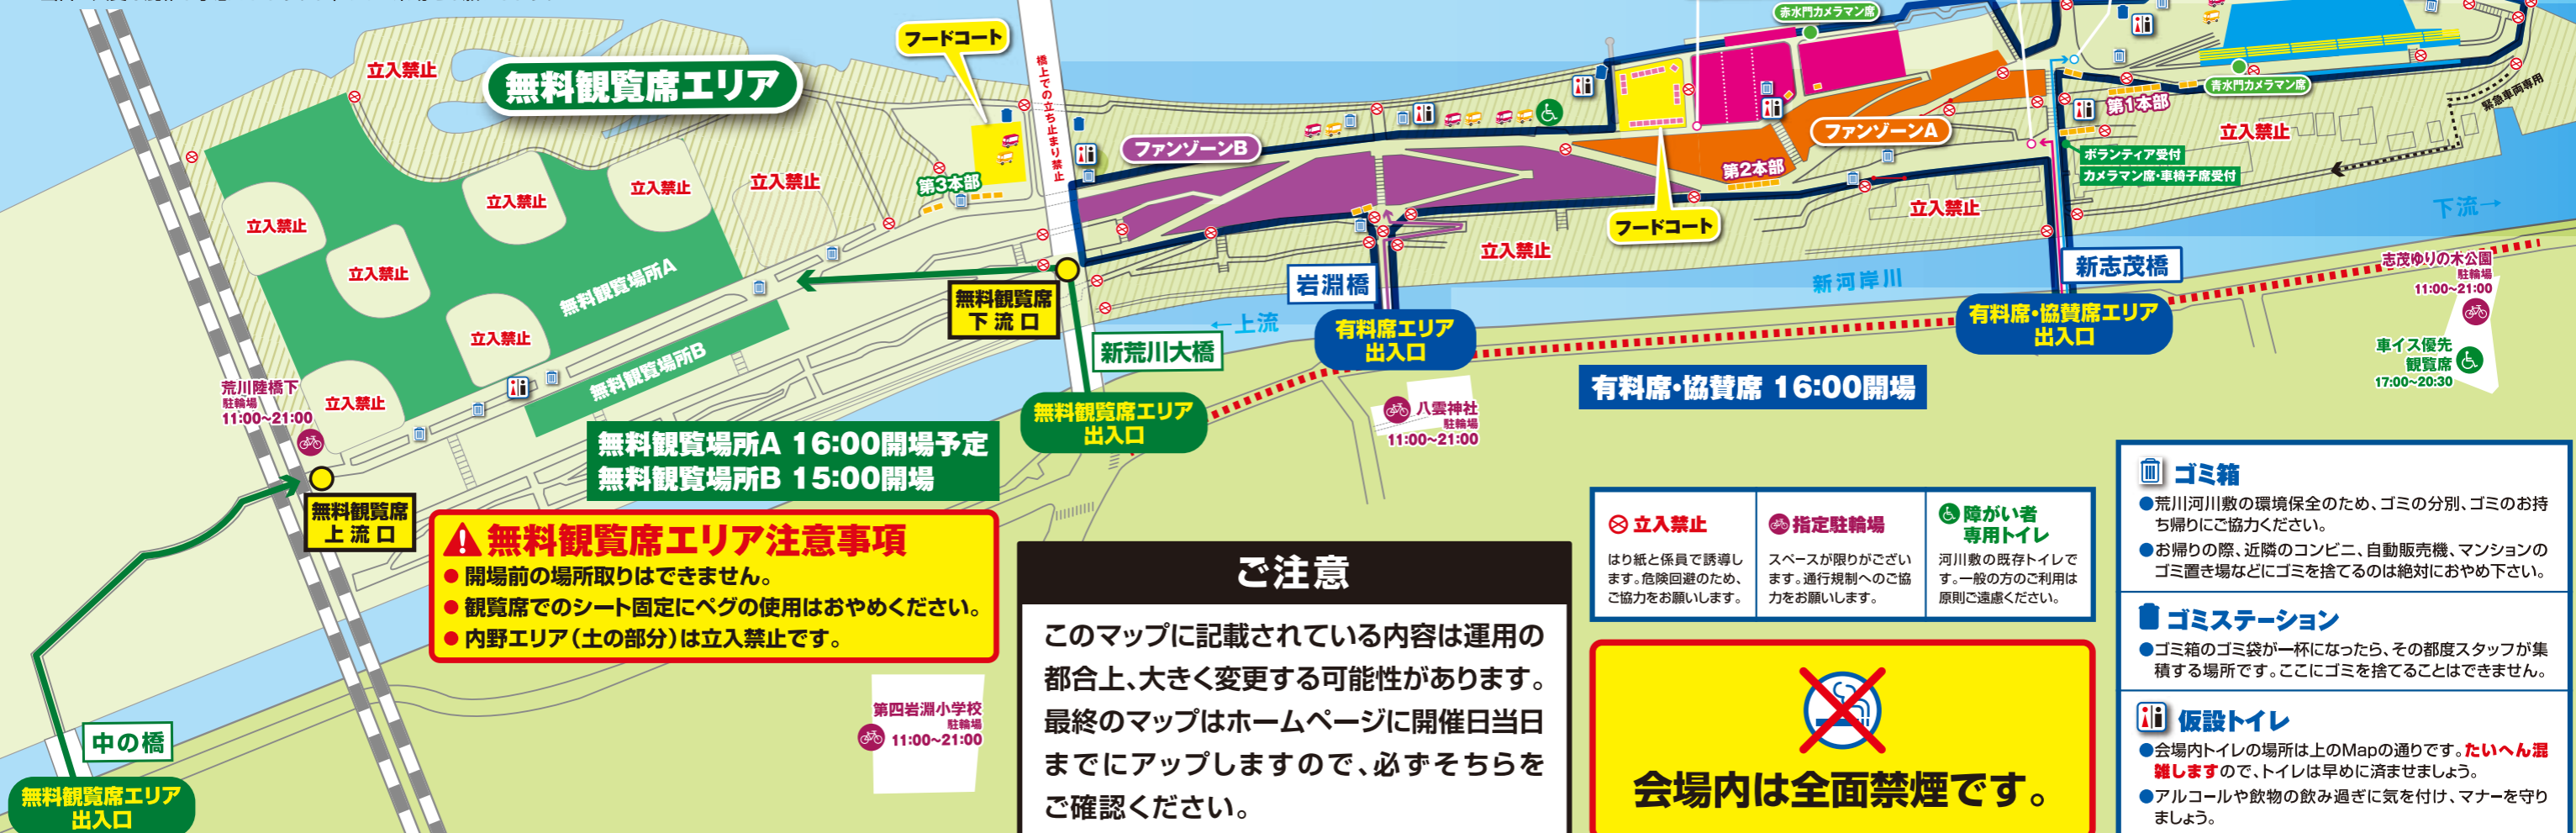 赤水門カメラマン席
フードコート
無料観覧席エリア
立入禁止
橋上での立ち止まり禁止
青水門カメラマン席
緊急車両専用
第1本部
立入禁止
ファンゾーンB
ファンゾーンA
ボランティア受付
カメラマン席・車椅子席受付
第2本部
第3本部
立入禁止
立入禁止
立入禁止
立入禁止
立入禁止
立入禁止
フードコート
下流→
立入禁止
立入禁止
無料観覧場所A
新志茂橋
志茂ゆりの木公園
駐輪場
11:00~21:00
岩淵橋
新河岸川
無料観覧席
下流口
←上流
有料席エリア
出入口
有料席・協賛席エリア
出入口
立入禁止
新荒川大橋
無料観覧場所B
車イス優先
観覧席
17:00~20:30
荒川陸橋下
駐輪場
11:00~21:00
立入禁止
有料席・協賛席 16:00開場
無料観覧席エリア
出入口
八雲神社
駐輪場
11:00~21:00
無料観覧場所A 16:00開場予定
無料観覧場所B 15:00開場
無料観覧席
上流口
無料観覧席エリア注意事項
● 開場前の場所取りはできません。
● 観覧席でのシート固定にペグの使用はおやめください。
● 内野エリア(土の部分)は立入禁止です。
第四岩淵小学校
駐輪場
11:00~21:00
中の橋
無料観覧席エリア
出入口
ご注意
このマップに記載されている内容は運用の
都合上、大きく変更する可能性があります。
最終のマップはホームページに開催日当日
までにアップしますので、必ずそちらを
ご確認ください。
立入禁止
はり紙と係員で誘導し
ます。危険回避のため、
ご協力をお願いします。
指定駐輪場
スペースが限りがござい
ます。通行規制へのご協
力をお願いします。
障がい者
専用トイレ
河川敷の既存トイレで
す。一般の方のご利用は
原則ご遠慮ください。
会場内は全面禁煙です。
ゴミ箱
●荒川河川敷の環境保全のため、ゴミの分別、ゴミのお持
ち帰りにご協力ください。
●お帰りの際、近隣のコンビニ、自動販売機、マンションの
ゴミ置き場などにゴミを捨てるのは絶対におやめ下さい。
ゴミステーション
●ゴミ箱のゴミ袋が一杯になったら、その都度スタッフが集
積する場所です。ここにゴミを捨てることはできません。
仮設トイレ
●会場内トイレの場所は上のMapの通りです。たいへん混
雑しますので、トイレは早めに済ませましょう。
●アルコールや飲物の飲み過ぎに気を付け、マナーを守り
ましょう。